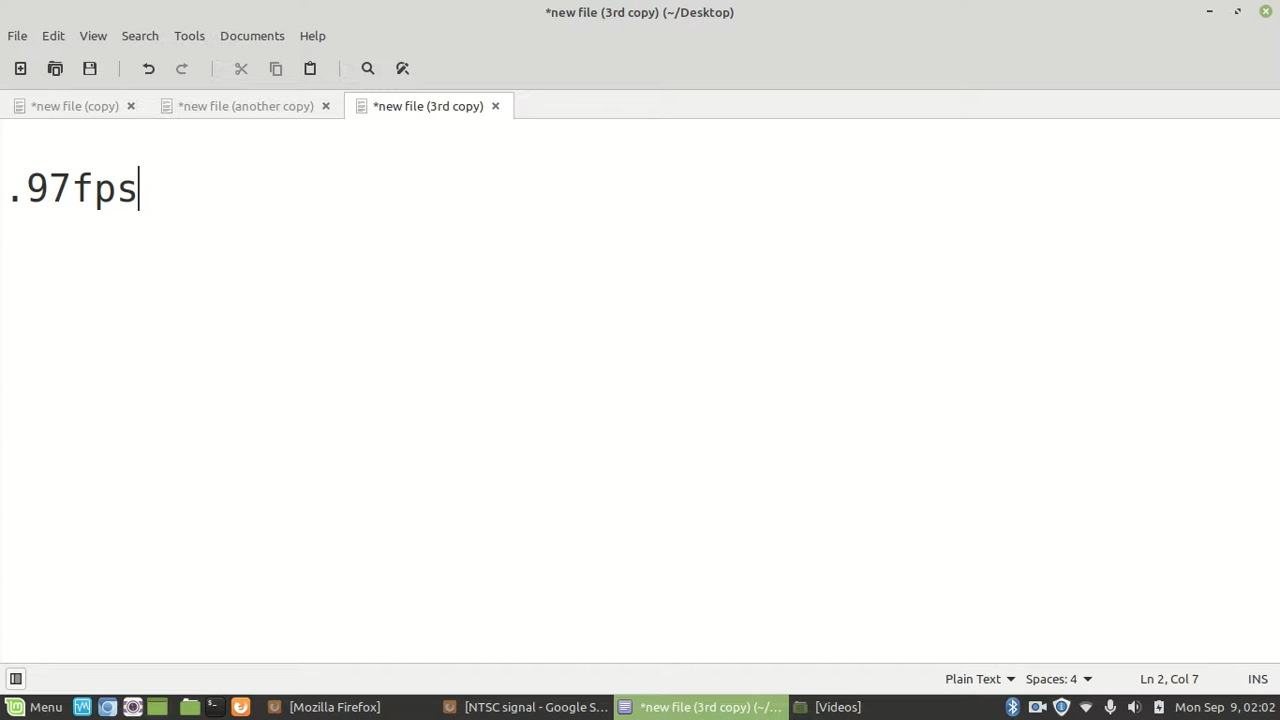 *new file (3rd copy) (~/Desktop)
File Edit View Search Tools Documents Help
*new file (copy) *new file (another copy) *new file (3rd copy)
.97fps
Plain Text Spaces: 4 Ln 2, Col 7 INS
Menu [Mozilla Firefox] [NTSC signal - Google S... *new file (3rd copy) (~/... [Videos] Mon Sep 9, 02:02